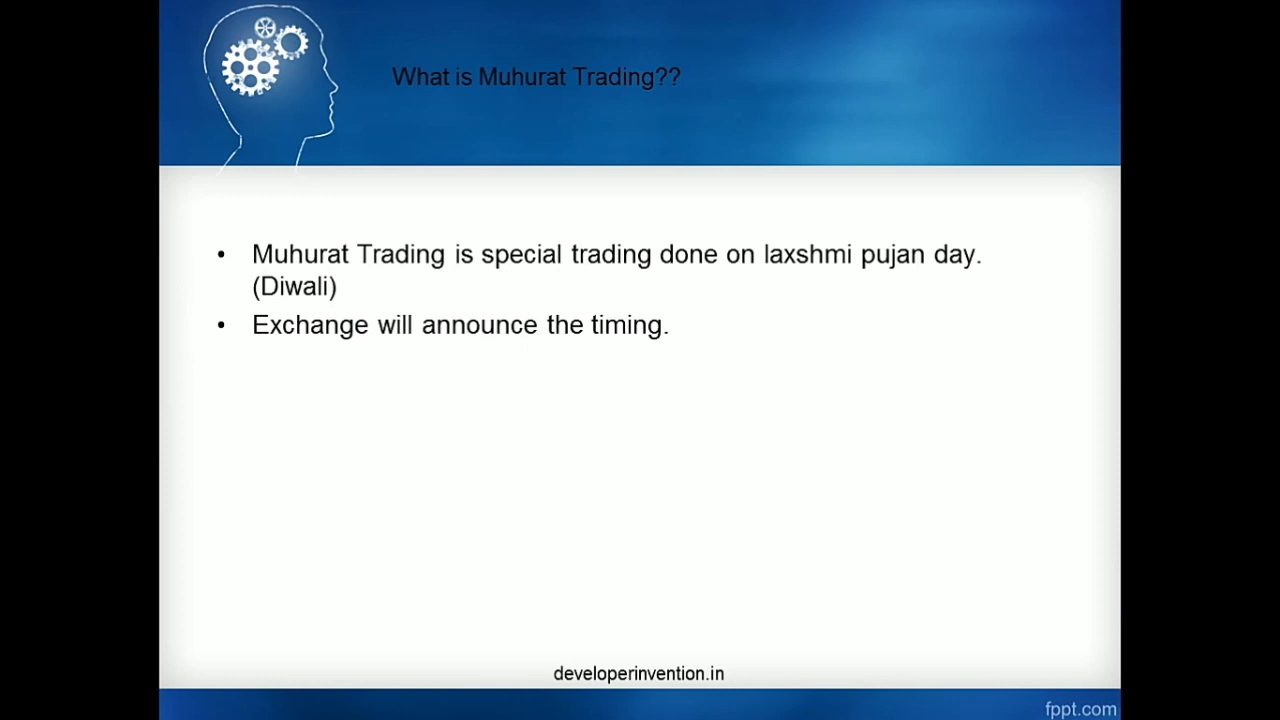 What is Muhurat Trading??
• Muhurat Trading is special trading done on laxshmi pujan day.
(Diwali)
• Exchange will announce the timing.
developerinvention.in
fppt.com